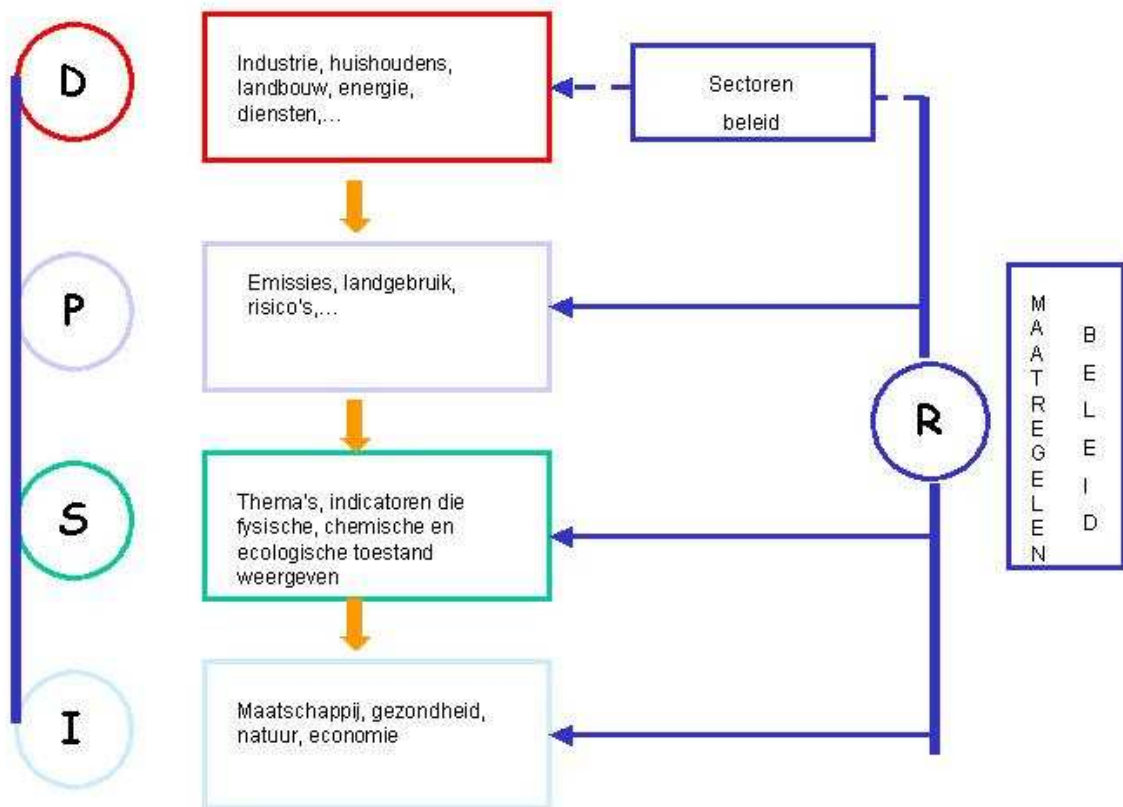 D
Industrie, huishoudens,
landbouw, energie,
diensten,...
Sectoren
beleid
P
Emissies, landgebruik,
risico's,...
MAATREGELEN
BELEID
R
S
Thema's, indicatoren die
fysische, chemische en
ecologische toestand
weergeven
I
Maatschappij, gezondheid,
natuur, economie